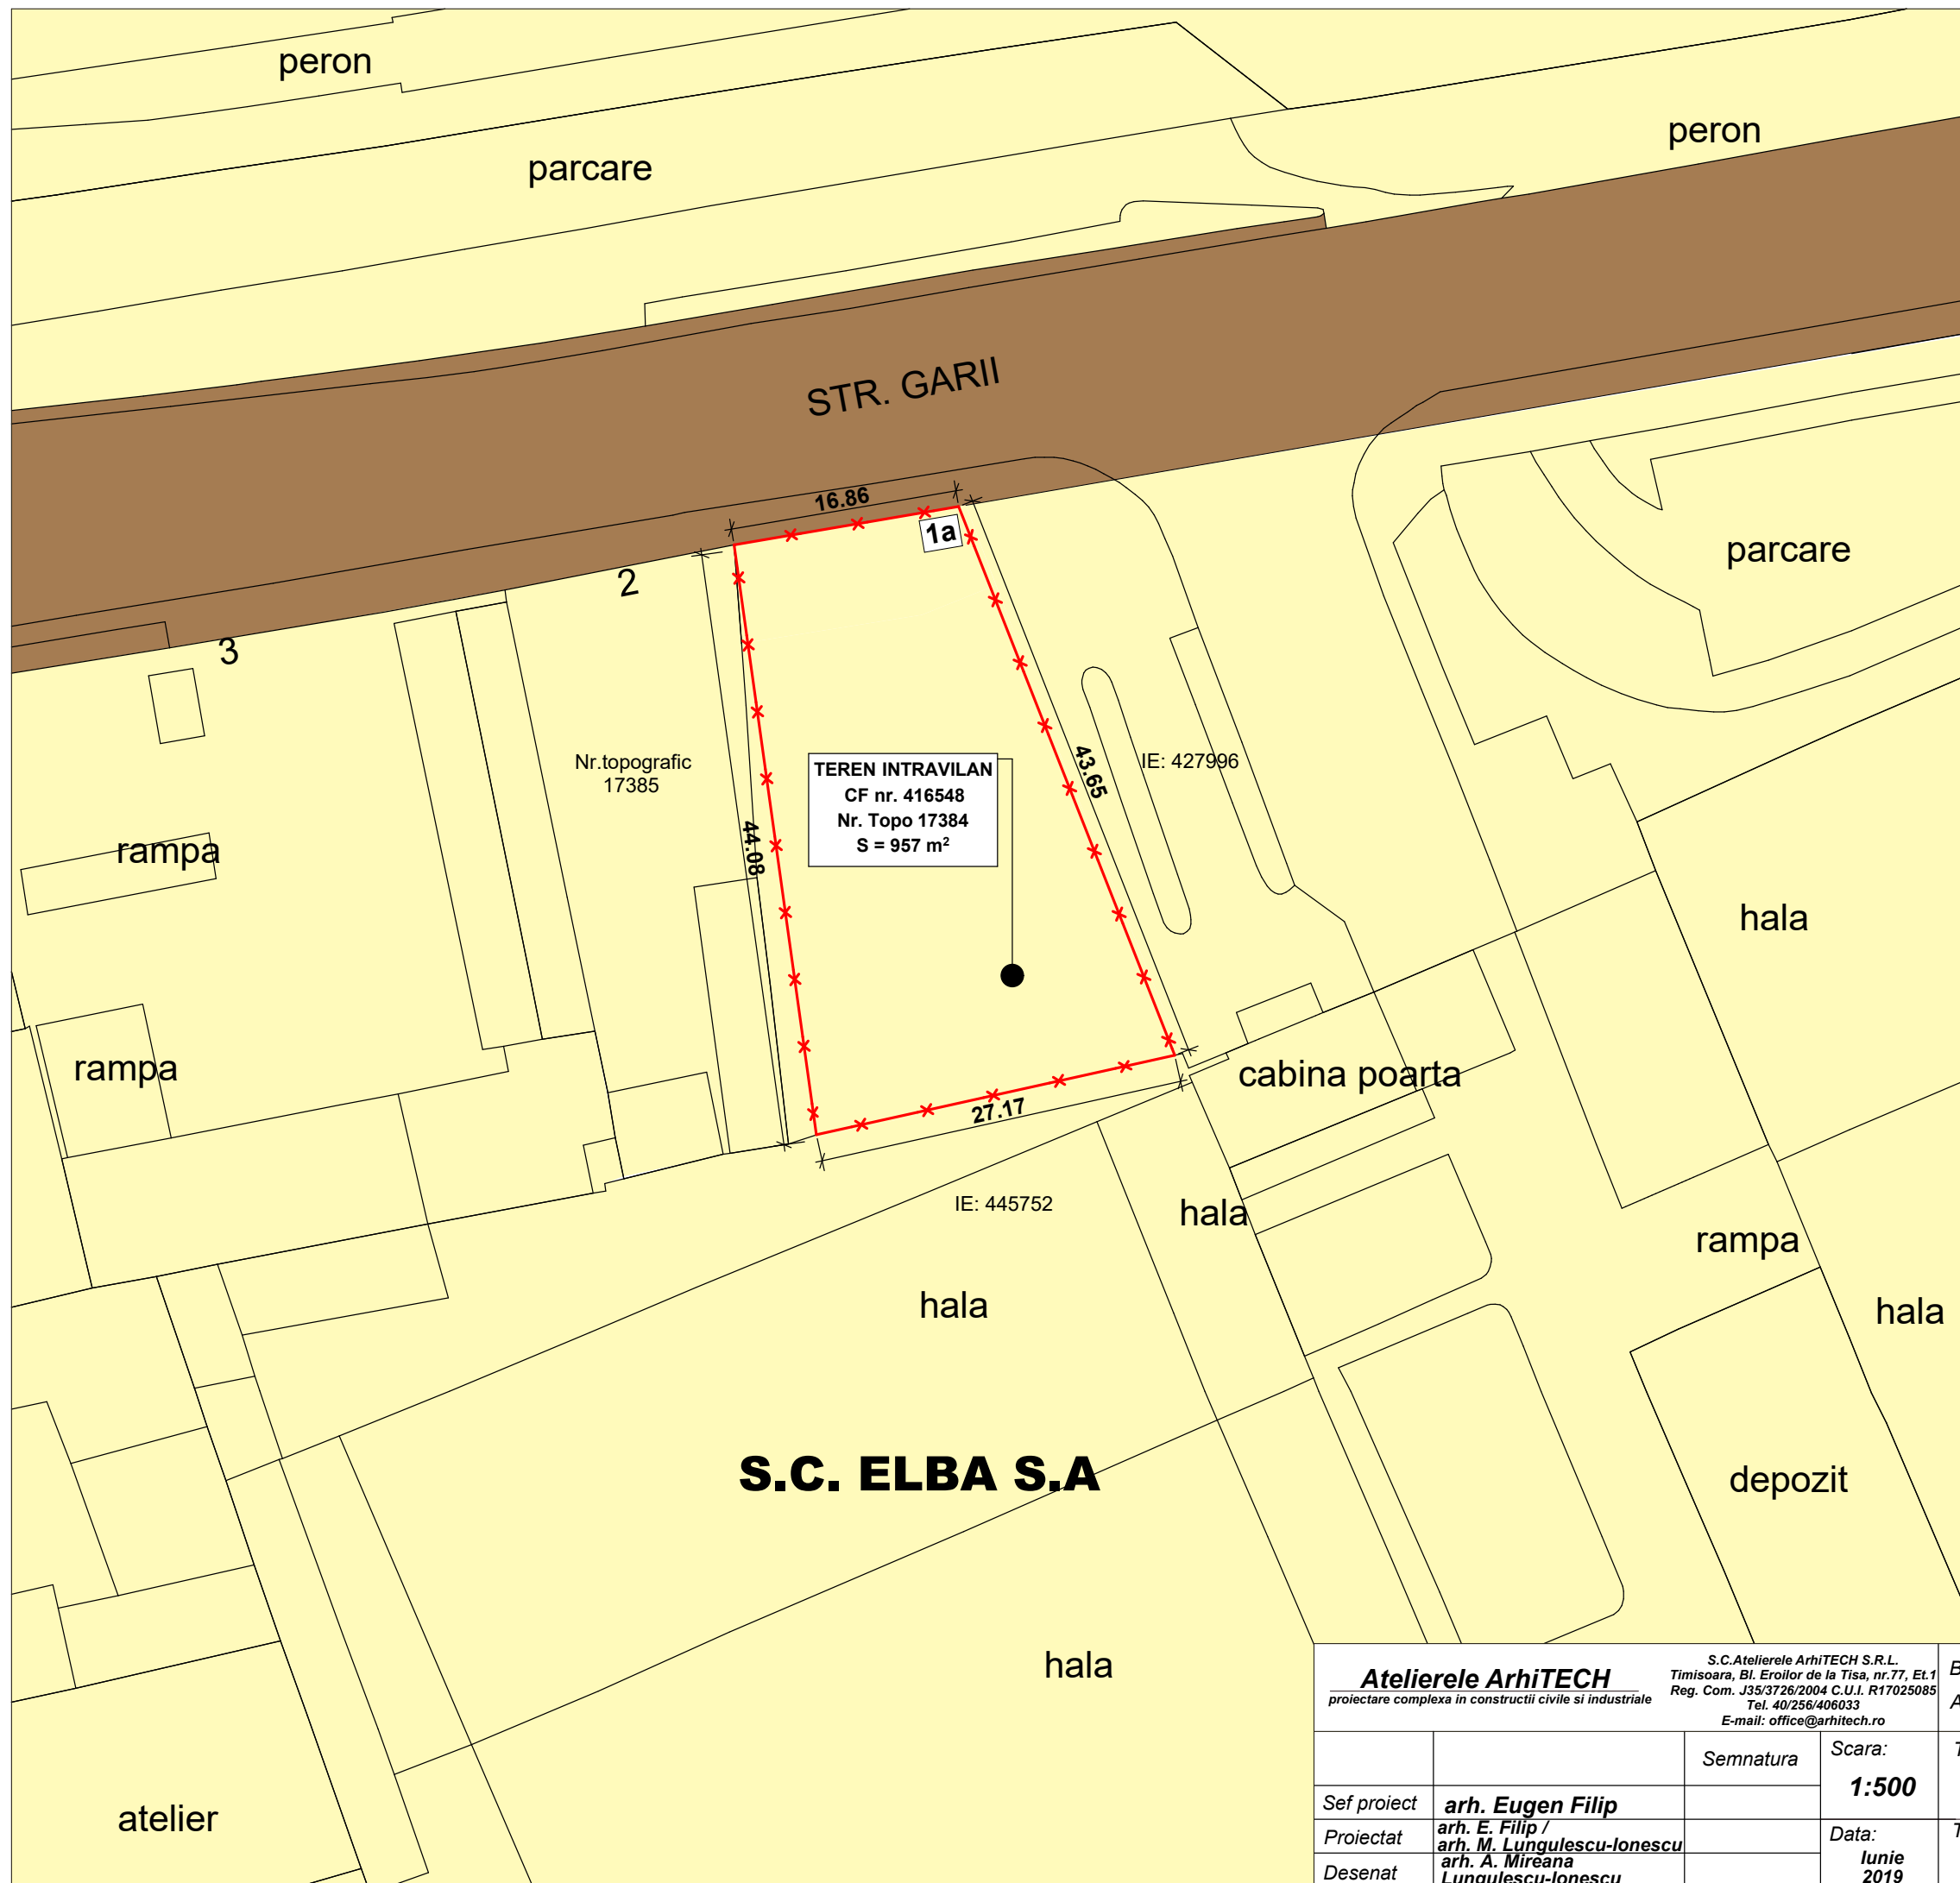 peron
peron
parcare
STR. GARII
16.86
1a
parcare
2
3
Nr.topografic
17385
TEREN INTRAVILAN
CF nr. 416548
Nr. Topo 17384
S = 957 m²
43.65
IE: 427996
44.08
rampa
hala
rampa
cabina poarta
27.17
IE: 445752
hala
rampa
hala
hala
S.C. ELBA S.A
depozit
hala
atelier
Atelierele ArhiTECH
proiectare complexa in constructii civile si industriale
S.C.Atelierele ArhiTECH S.R.L.
Timisoara, Bl. Eroilor de la Tisa, nr.77, Et.1
Reg. Com. J35/3726/2004 C.U.I. R17025085
Tel. 40/256/406033
E-mail: office@arhitech.ro
Semnatura
Scara:
1:500
Sef proiect
arh. Eugen Filip
Proiectat
arh. E. Filip /
arh. M. Lungulescu-Ionescu
Data:
Iunie
2019
Desenat
arh. A. Mireana
Lungulescu-Ionescu